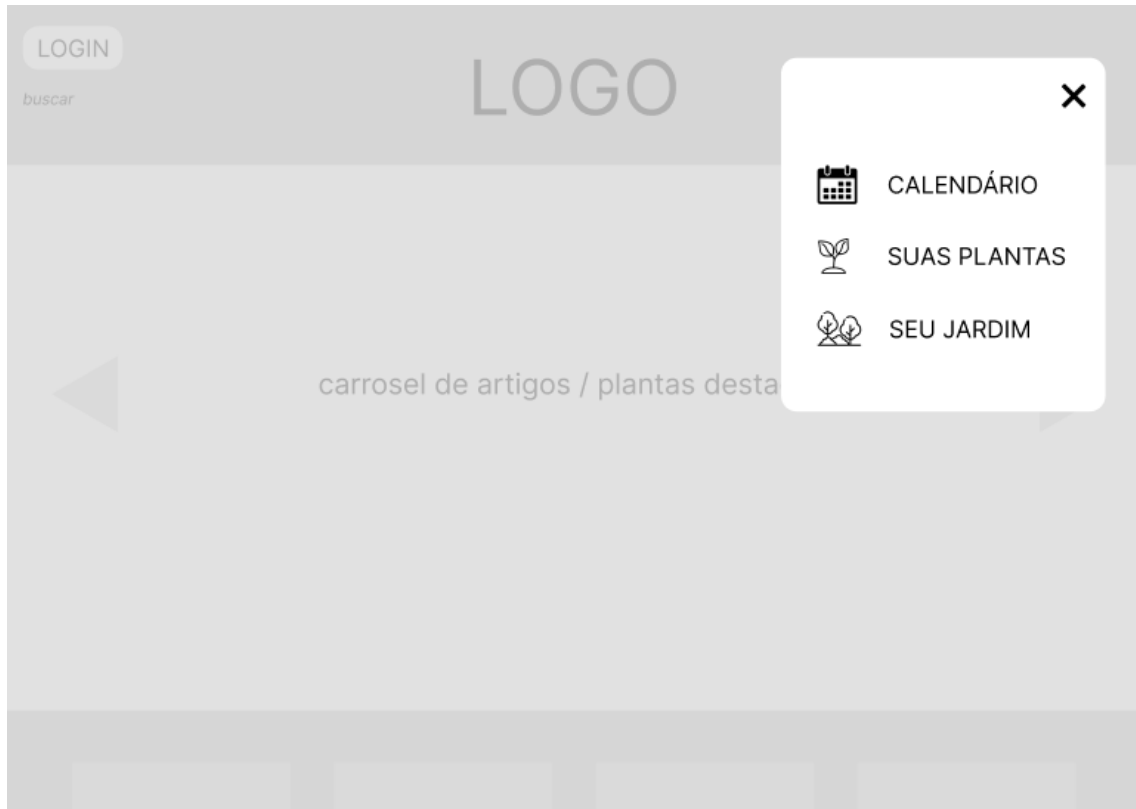 LOGIN
buscar
LOGO
CALENDÁRIO
SUAS PLANTAS
SEU JARDIM
carrosel de artigos / plantas desta